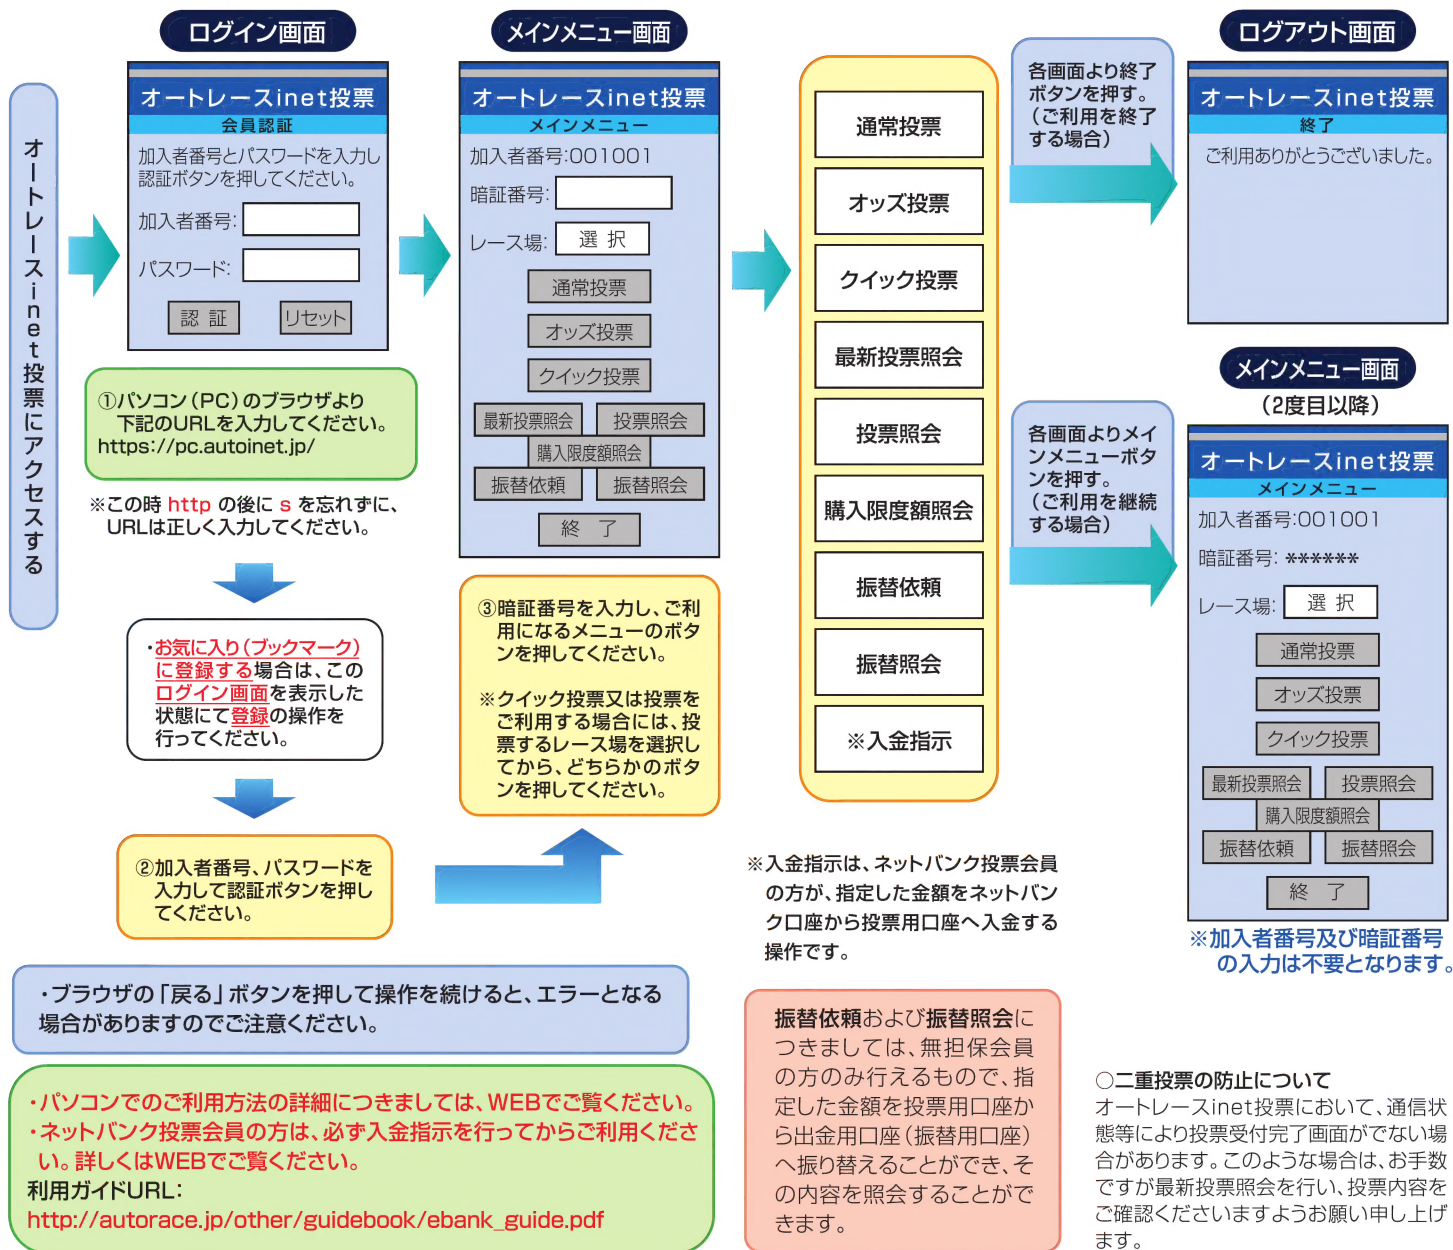 オートレースinet投票にアクセスする
ログイン画面
オートレースinet投票
会員認証
加入者番号とパスワードを入力し
認証ボタンを押してください。
加入者番号:
パスワード:
認 証
リセット
①パソコン（PC）のブラウザより
下記のURLを入力してください。
https://pc.autoinet.jp/
※この時 http の後に s を忘れずに、
URLは正しく入力してください。
・お気に入り（ブックマーク）
に登録する場合は、この
ログイン画面を表示した
状態にて登録の操作を
行ってください。
②加入者番号、パスワードを
入力して認証ボタンを押し
てください。
メインメニュー画面
オートレースinet投票
メインメニュー
加入者番号:001001
暗証番号:
レース場: 選 択
通常投票
オッズ投票
クイック投票
最新投票照会 投票照会
購入限度額照会
振替依頼 振替照会
終 了
③暗証番号を入力し、ご利
用になるメニューのボタ
ンを押してください。
※クイック投票又は投票を
ご利用する場合には、投
票するレース場を選択し
てから、どちらかのボタ
ンを押してください。
通常投票
オッズ投票
クイック投票
最新投票照会
投票照会
購入限度額照会
振替依頼
振替照会
※入金指示
各画面より終了
ボタンを押す。
（ご利用を終了
する場合）
ログアウト画面
オートレースinet投票
終了
ご利用ありがとうございました。
各画面よりメイ
ンメニューボタ
ンを押す。
（ご利用を継続
する場合）
メインメニュー画面
（2度目以降）
オートレースinet投票
メインメニュー
加入者番号:001001
暗証番号: ******
レース場: 選 択
通常投票
オッズ投票
クイック投票
最新投票照会 投票照会
購入限度額照会
振替依頼 振替照会
終 了
※加入者番号及び暗証番号
の入力は不要となります。
※入金指示は、ネットバンク投票会員
の方が、指定した金額をネットバン
ク口座から投票用口座へ入金する
操作です。
・ブラウザの「戻る」ボタンを押して操作を続けると、エラーとなる
場合がありますのでご注意ください。
・パソコンでのご利用方法の詳細につきましては、WEBでご覧ください。
・ネットバンク投票会員の方は、必ず入金指示を行ってからご利用くださ
い。詳しくはWEBでご覧ください。
利用ガイドURL：
http://autorace.jp/other/guidebook/ebank_guide.pdf
振替依頼および振替照会に
つきましては、無担保会員
の方のみ行えるもので、指
定した金額を投票用口座か
ら出金用口座（振替用口座）
へ振り替えることができ、そ
の内容を照会することがで
きます。
○二重投票の防止について
オートレースinet投票において、通信状
態等により投票受付完了画面がでない場
合があります。このような場合は、お手数
ですが最新投票照会を行い、投票内容を
ご確認くださいますようお願い申し上げ
ます。